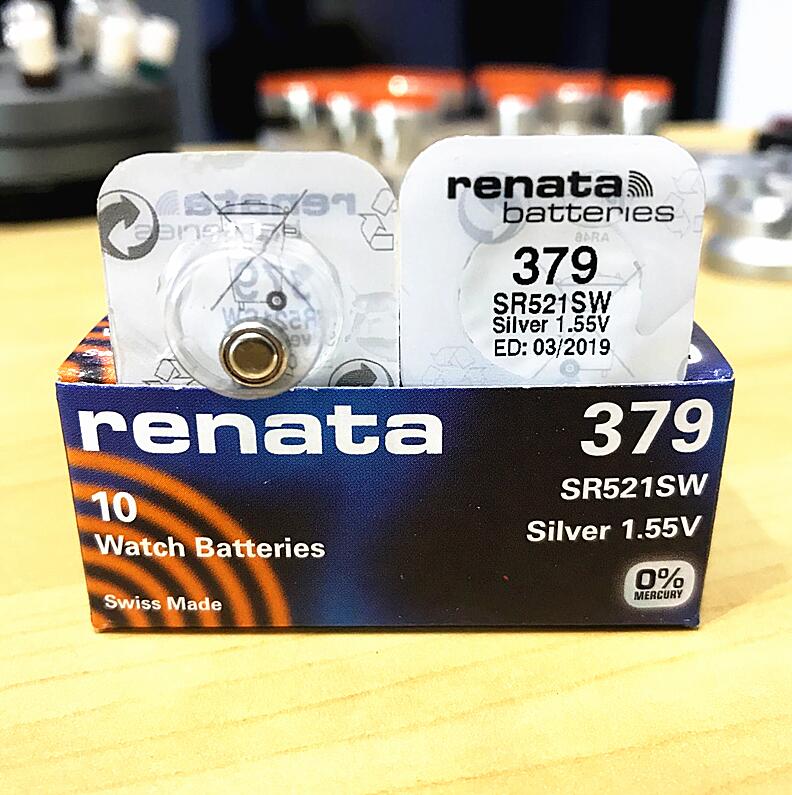 renata
batteries
379
SR521SW
Silver 1.55V
ED: 03/2019
renata
379
SR521SW
10
Silver 1.55V
Watch Batteries
0%
MERCURY
Swiss Made